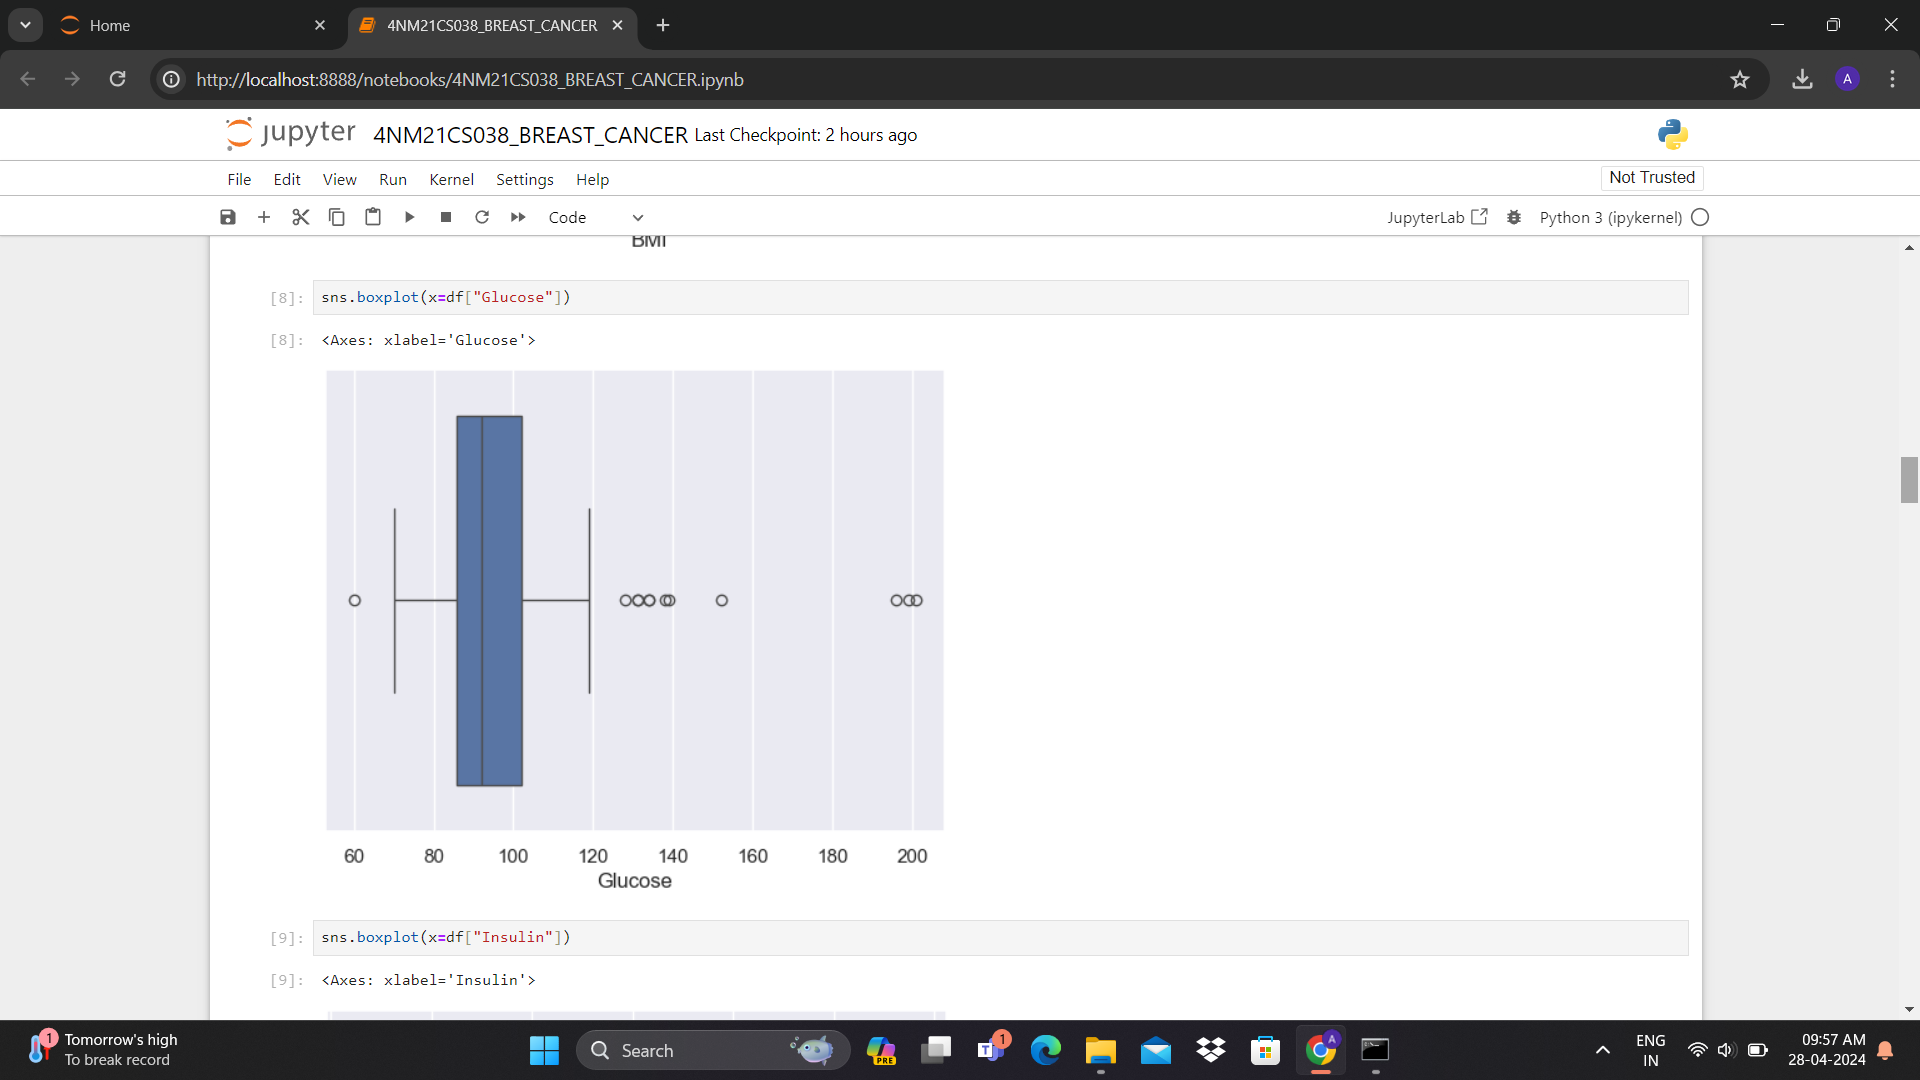 Home
4NM21CS038_BREAST_CANCER
http://localhost:8888/notebooks/4NM21CS038_BREAST_CANCER.ipynb
A
jupyter 4NM21CS038_BREAST_CANCER Last Checkpoint: 2 hours ago
File Edit View Run Kernel Settings Help
Not Trusted
Code
JupyterLab
Python 3 (ipykernel)
BMI
[8]: sns.boxplot(x=df["Glucose"])
[8]: <Axes: xlabel='Glucose'>
60 80 100 120 140 160 180 200
Glucose
[9]: sns.boxplot(x=df["Insulin"])
[9]: <Axes: xlabel='Insulin'>
1
Tomorrow's high
To break record
Search
PRE
T
1
A
ENG
IN
09:57 AM
28-04-2024